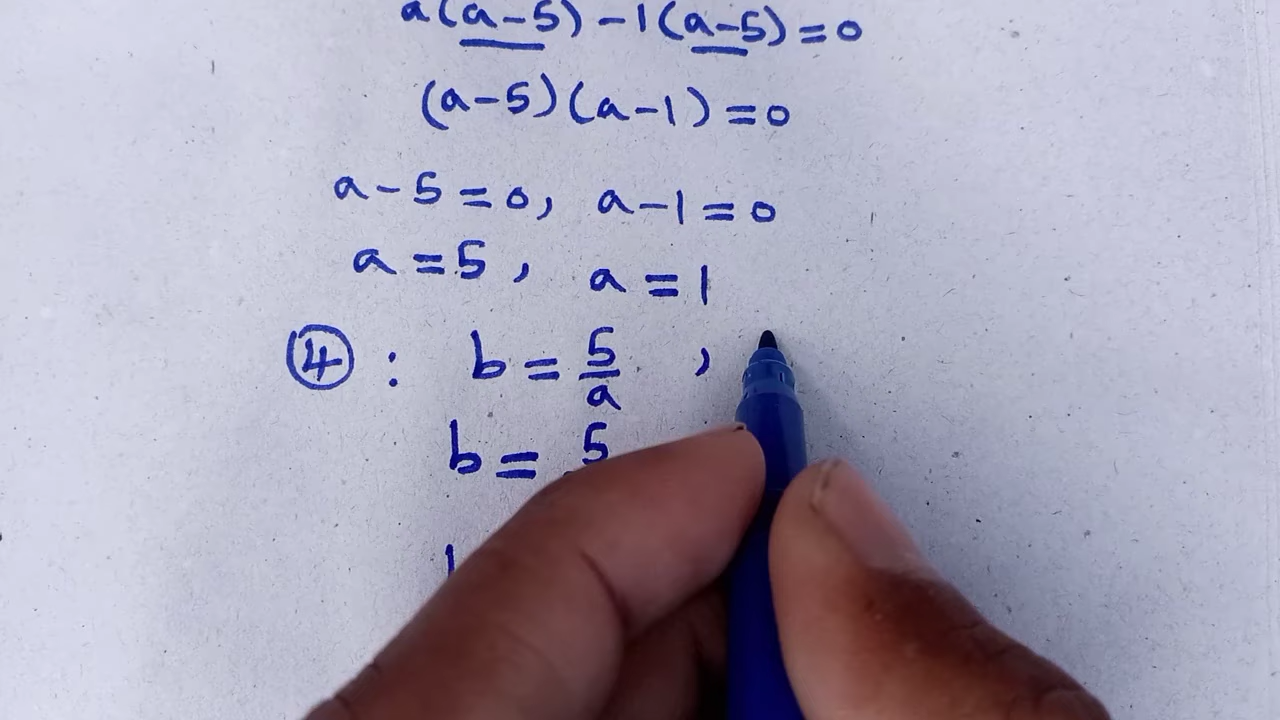 a(a-5)-1(a-5)=0
(a-5)(a-1)=0
a-5=0, a-1=0
a=5, a=1
④: b=5/a ,
b=5